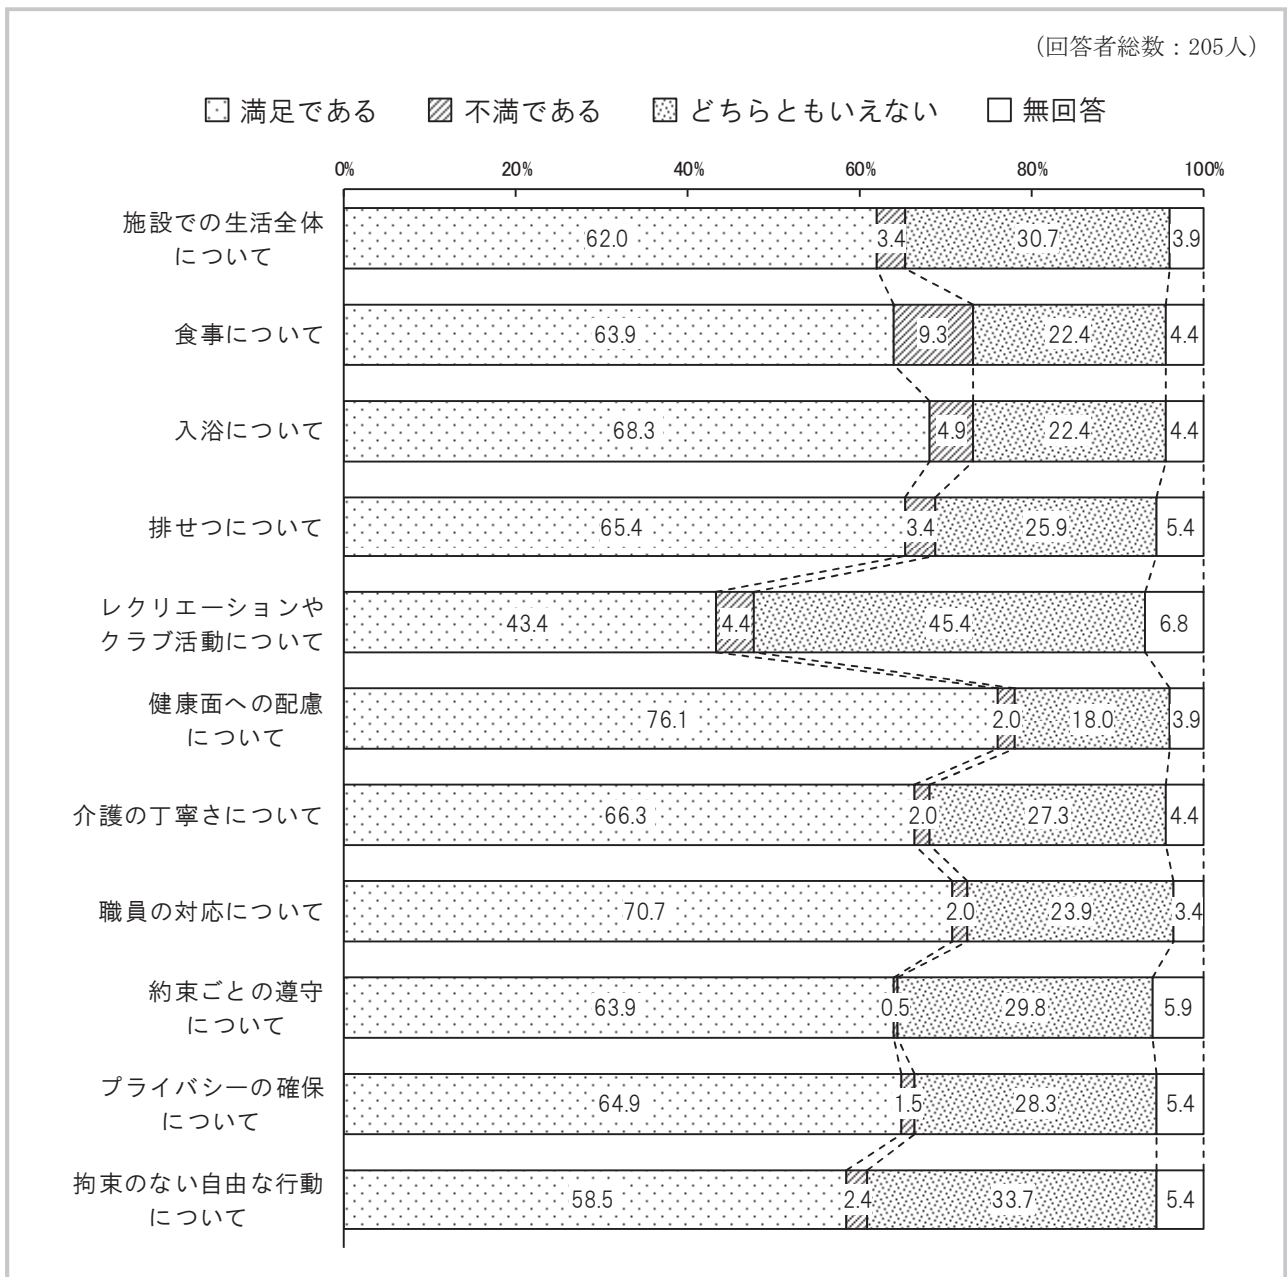 （回答者総数：205人）
満足である 不満である どちらともいえない 無回答
0% 20% 40% 60% 80% 100%
施設での生活全体
について
62.0 3.4 30.7 3.9
食事について
63.9 9.3 22.4 4.4
入浴について
68.3 4.9 22.4 4.4
排せつについて
65.4 3.4 25.9 5.4
レクリエーションや
クラブ活動について
43.4 4.4 45.4 6.8
健康面への配慮
について
76.1 2.0 18.0 3.9
介護の丁寧さについて
66.3 2.0 27.3 4.4
職員の対応について
70.7 2.0 23.9 3.4
約束ごとの遵守
について
63.9 0.5 29.8 5.9
プライバシーの確保
について
64.9 1.5 28.3 5.4
拘束のない自由な行動
について
58.5 2.4 33.7 5.4